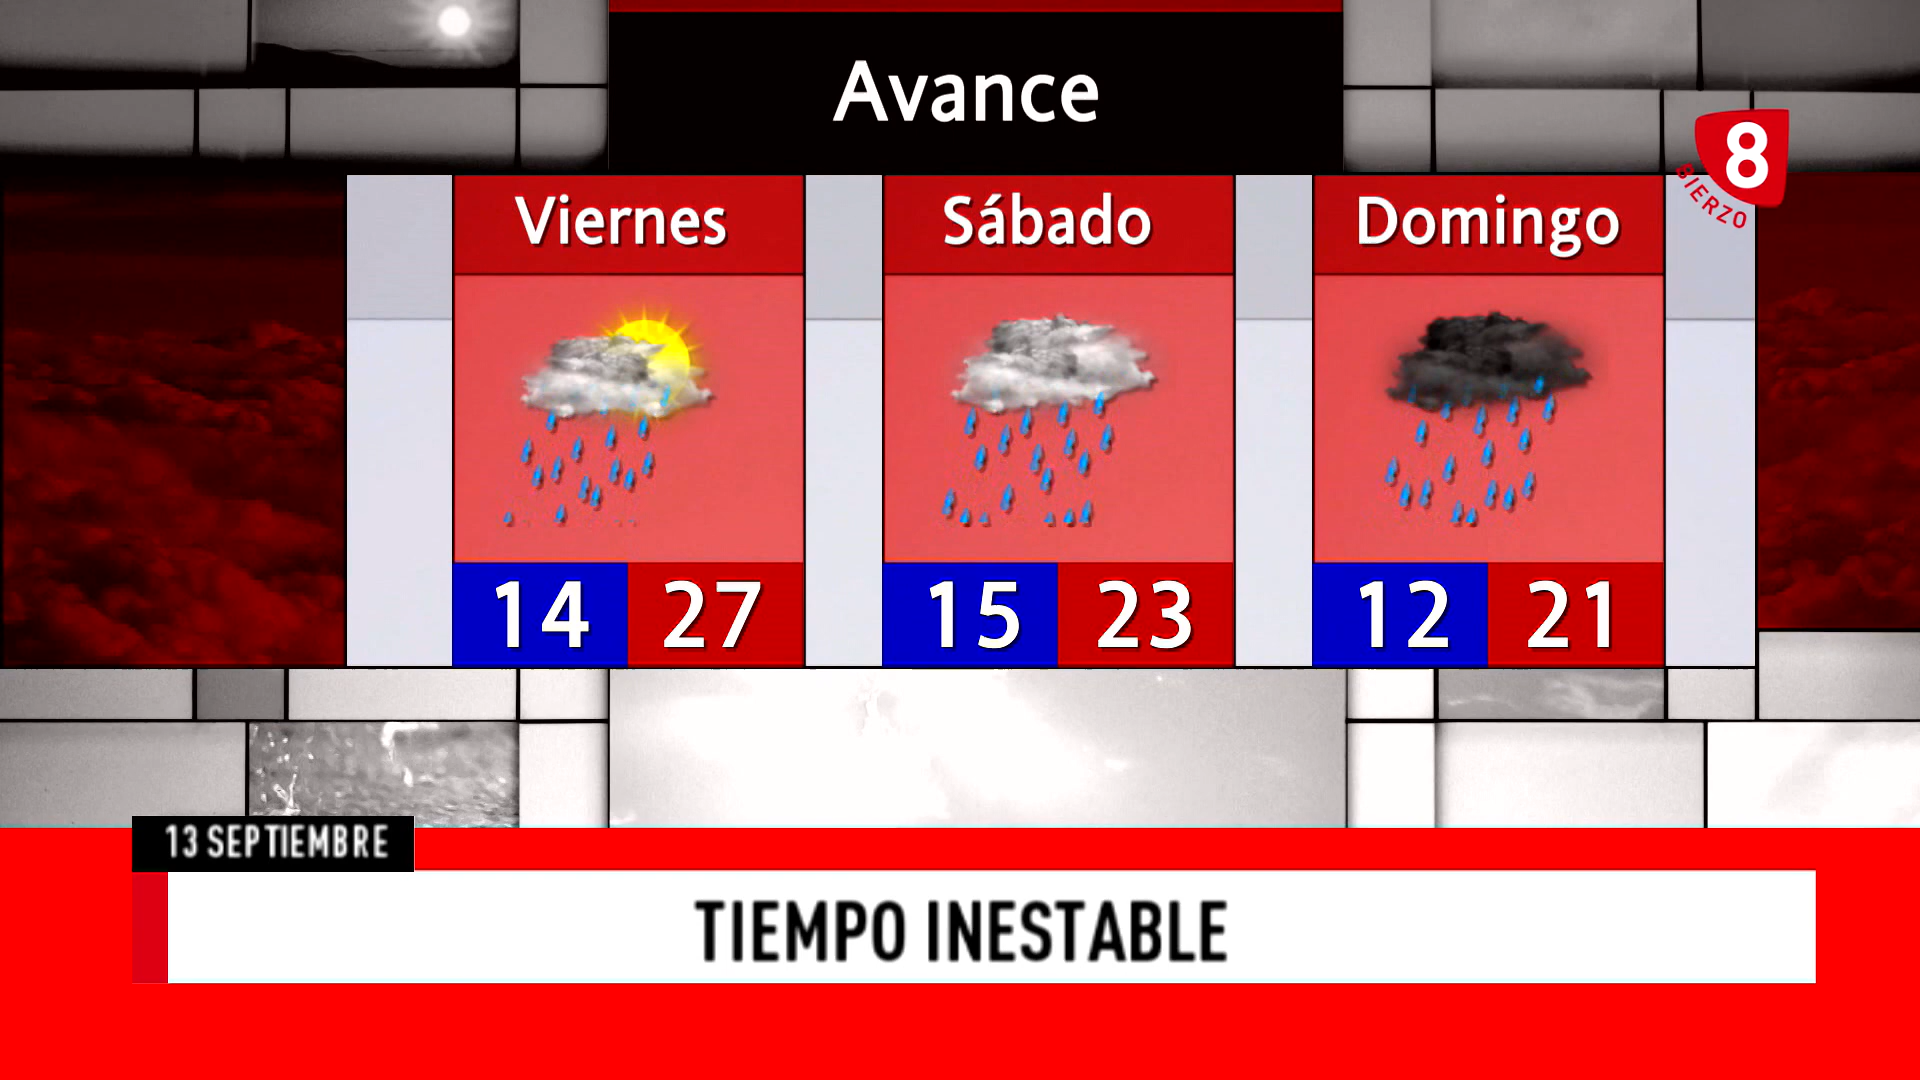 Avance
8
BIERZO
Viernes
Sábado
Domingo
14 27
15 23
12 21
13 SEPTIEMBRE
TIEMPO INESTABLE